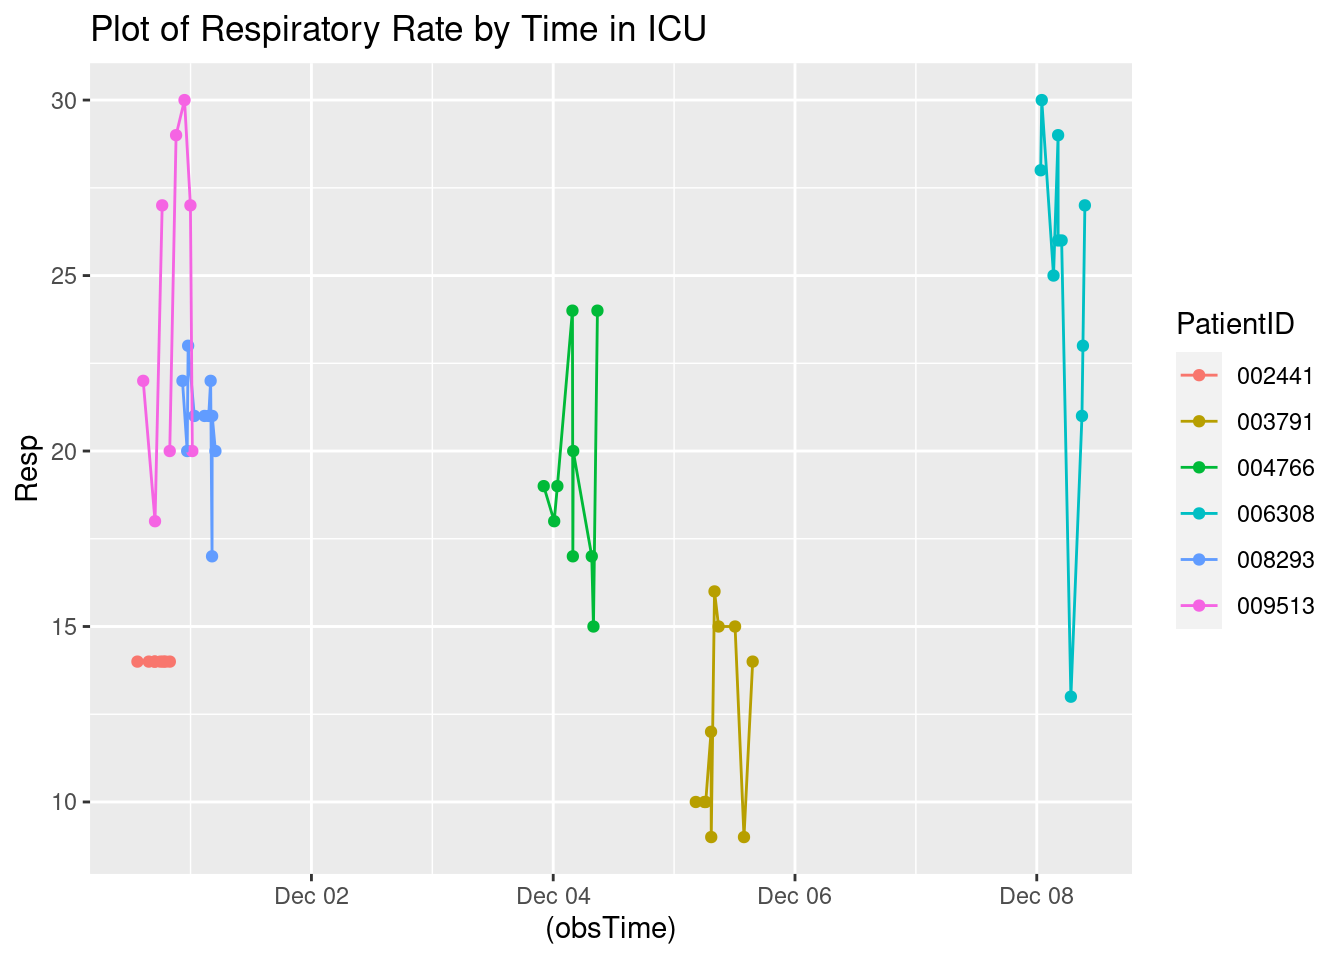 Plot of Respiratory Rate by Time in ICU
30
25
20
15
10
Resp
Dec 02
Dec 04
Dec 06
Dec 08
(obsTime)
PatientID
002441
003791
004766
006308
008293
009513